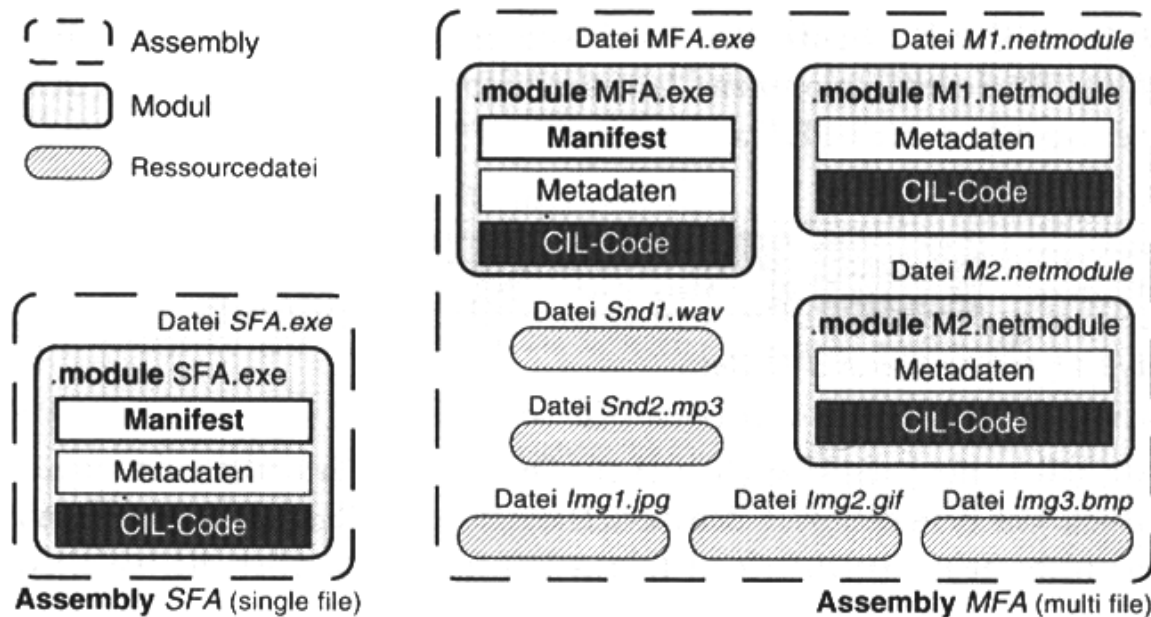 Assembly
Modul
Ressourcedatei
Datei SFA.exe
.module SFA.exe
Manifest
Metadaten
CIL-Code
Assembly SFA (single file)
Datei MFA.exe
.module MFA.exe
Manifest
Metadaten
CIL-Code
Datei M1.netmodule
.module M1.netmodule
Metadaten
CIL-Code
Datei M2.netmodule
.module M2.netmodule
Metadaten
CIL-Code
Datei Snd1.wav
Datei Snd2.mp3
Datei Img1.jpg
Datei Img2.gif
Datei Img3.bmp
Assembly MFA (multi file)